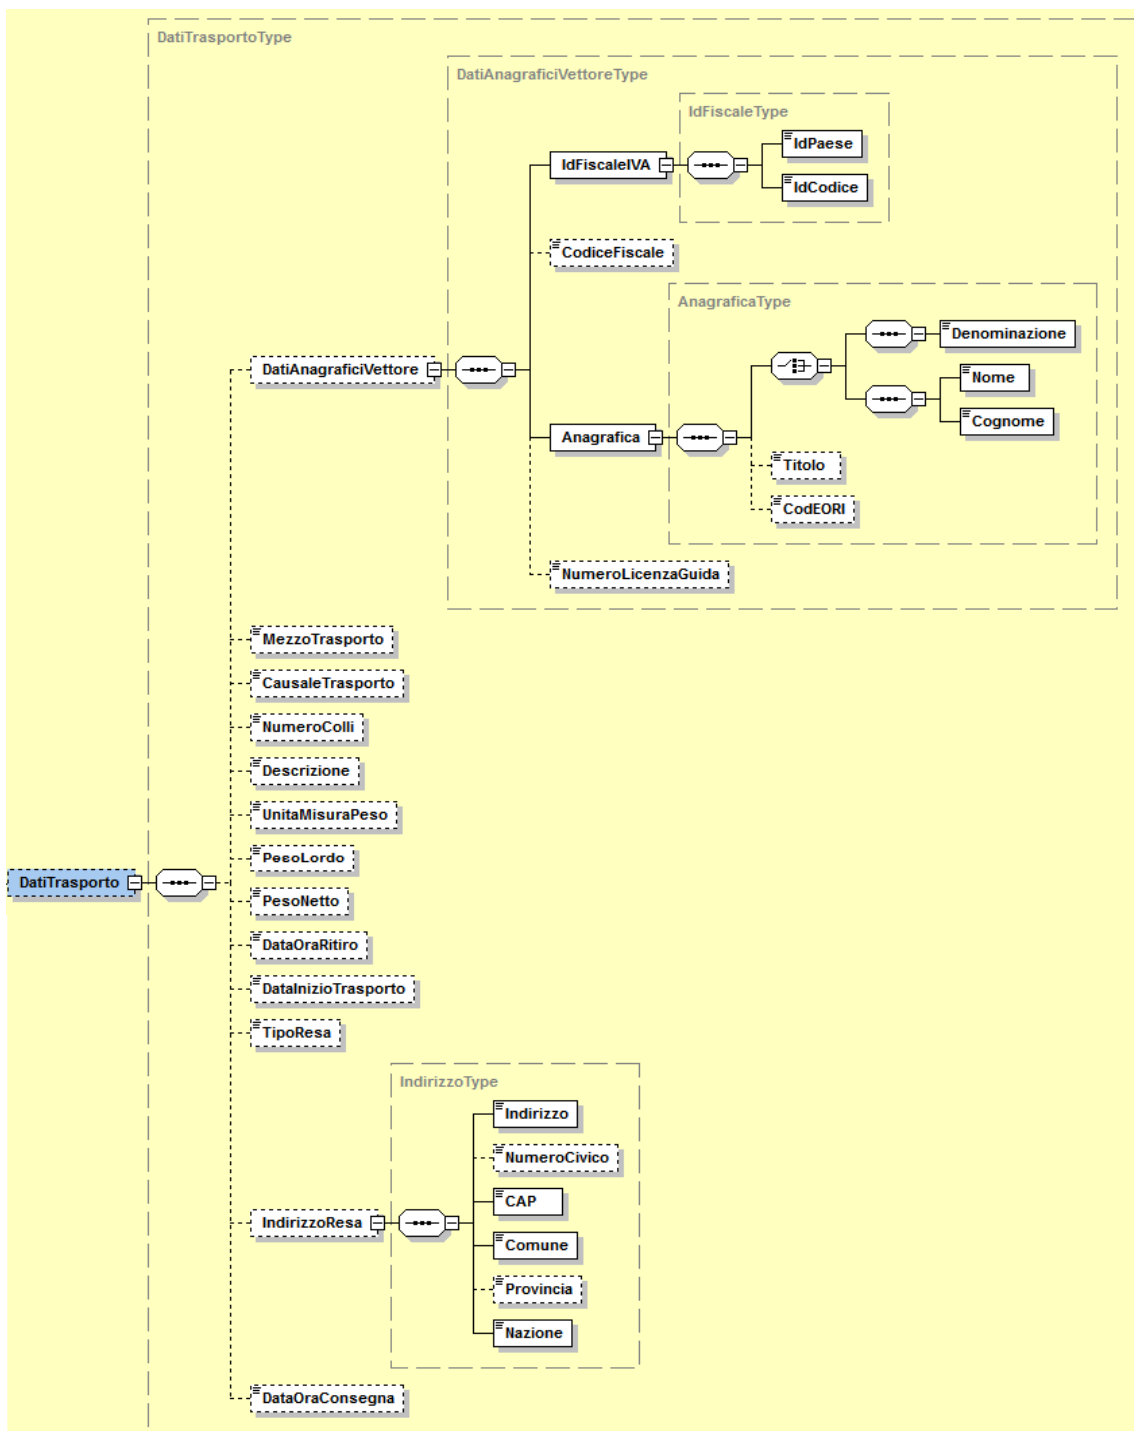 DatiTrasportoType
DatiAnagraficiVettoreType
IdFiscaleType
IdPaese
IdFiscaleIVA
IdCodice
CodiceFiscale
AnagraficaType
Denominazione
DatiAnagraficiVettore
Nome
Cognome
Anagrafica
Titolo
CodEORI
NumeroLicenzaGuida
MezzoTrasporto
CausaleTrasporto
NumeroColli
Descrizione
UnitaMisuraPeso
PesoLordo
DatiTrasporto
PesoNetto
DataOraRitiro
DataInizioTrasporto
TipoResa
IndirizzoType
Indirizzo
NumeroCivico
CAP
IndirizzoResa
Comune
Provincia
Nazione
DataOraConsegna